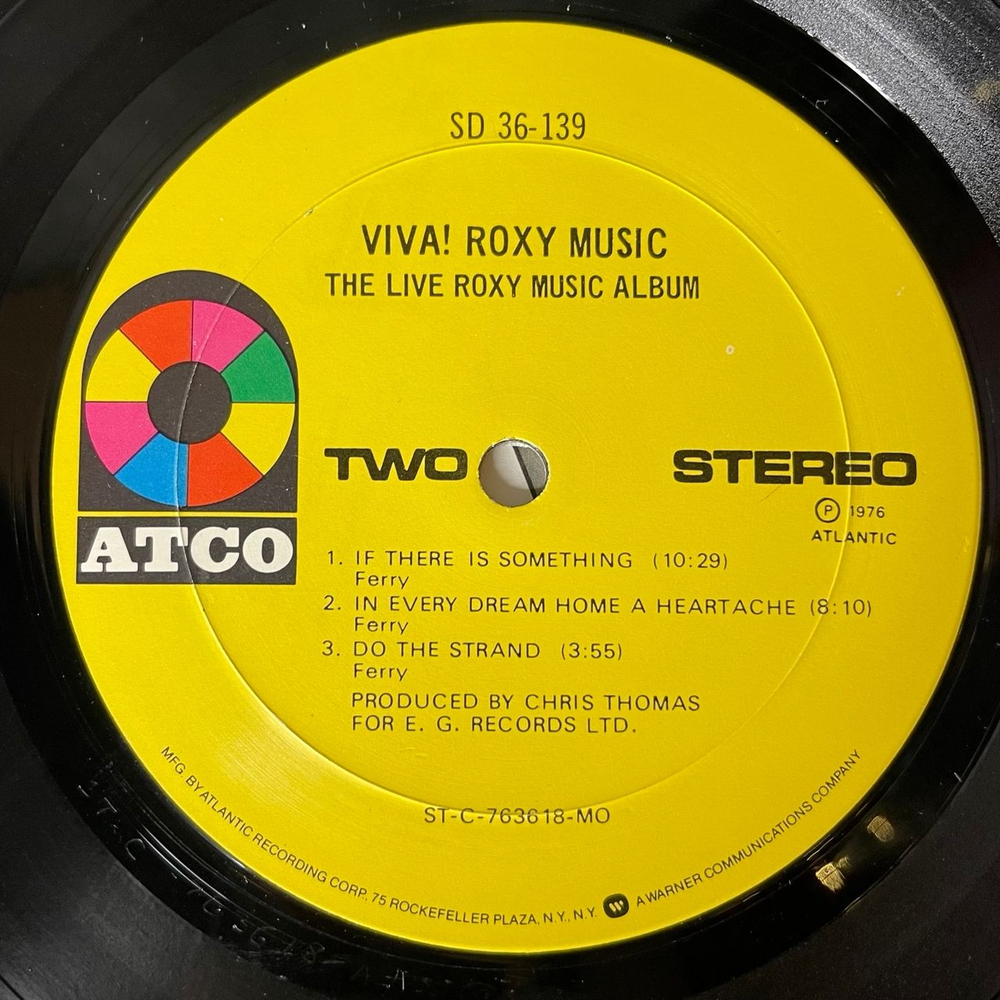 SD 36-139
VIVA! ROXY MUSIC
THE LIVE ROXY MUSIC ALBUM
ATCO
TWO
STEREO
Ⓟ 1976
ATLANTIC
1. IF THERE IS SOMETHING (10:29)
Ferry
2. IN EVERY DREAM HOME A HEARTACHE (8:10)
Ferry
3. DO THE STRAND (3:55)
Ferry
PRODUCED BY CHRIS THOMAS
FOR E. G. RECORDS LTD.
ST-C-763618-MO
MFG. BY ATLANTIC RECORDING CORP., 75 ROCKEFELLER PLAZA, N.Y., N.Y. A WARNER COMMUNICATIONS COMPANY